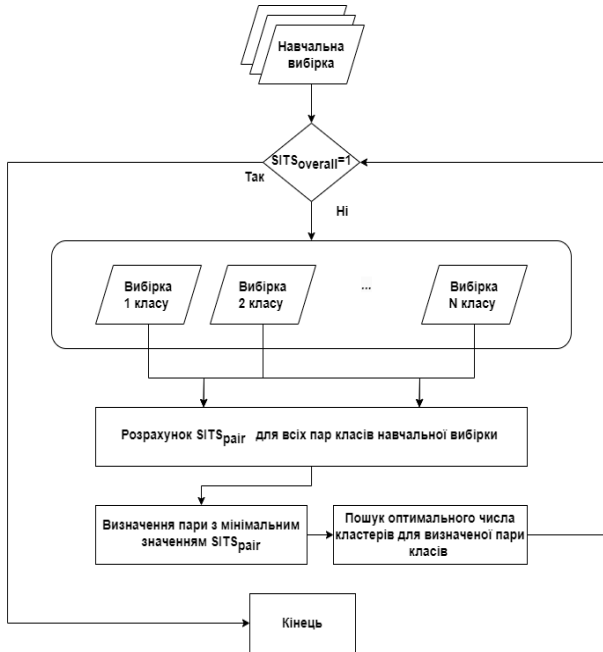 Навчальна
вибірка
SITSoverall=1
Так
Ні
Вибірка
1 класу
Вибірка
2 класу
...
Вибірка
N класу
Розрахунок SITSpair для всіх пар класів навчальної вибірки
Визначення пари з мінімальним
значенням SITSpair
Пошук оптимального числа
кластерів для визначеної пари
класів
Кінець